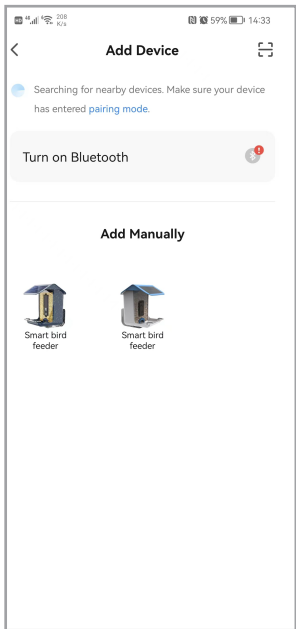 208
K/s
59% 14:33
Add Device
Searching for nearby devices. Make sure your device
has entered pairing mode.
Turn on Bluetooth
Add Manually
Smart bird
feeder
Smart bird
feeder